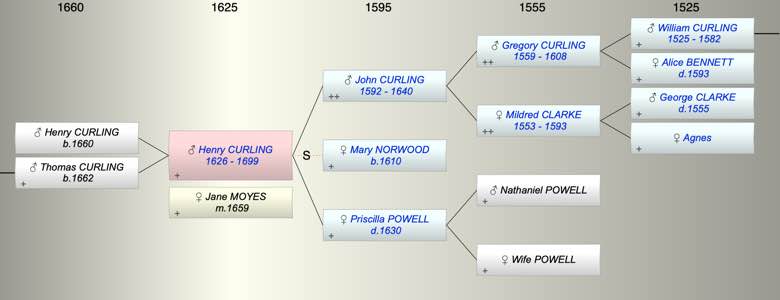 1660 1625 1595 1555 1525
♂ Henry CURLING
b.1660
♂ Thomas CURLING
b.1662
+
♂ Henry CURLING
1626 - 1699
+
♀ Jane MOYES
m.1659
+
S
♂ John CURLING
1592 - 1640
++
♀ Mary NORWOOD
b.1610
+
♀ Priscilla POWELL
d.1630
+
♂ Gregory CURLING
1559 - 1608
++
♀ Mildred CLARKE
1553 - 1593
++
♂ Nathaniel POWELL
+
♀ Wife POWELL
+
♂ William CURLING
1525 - 1582
+
♀ Alice BENNETT
d.1593
+
♂ George CLARKE
d.1555
+
♀ Agnes
+